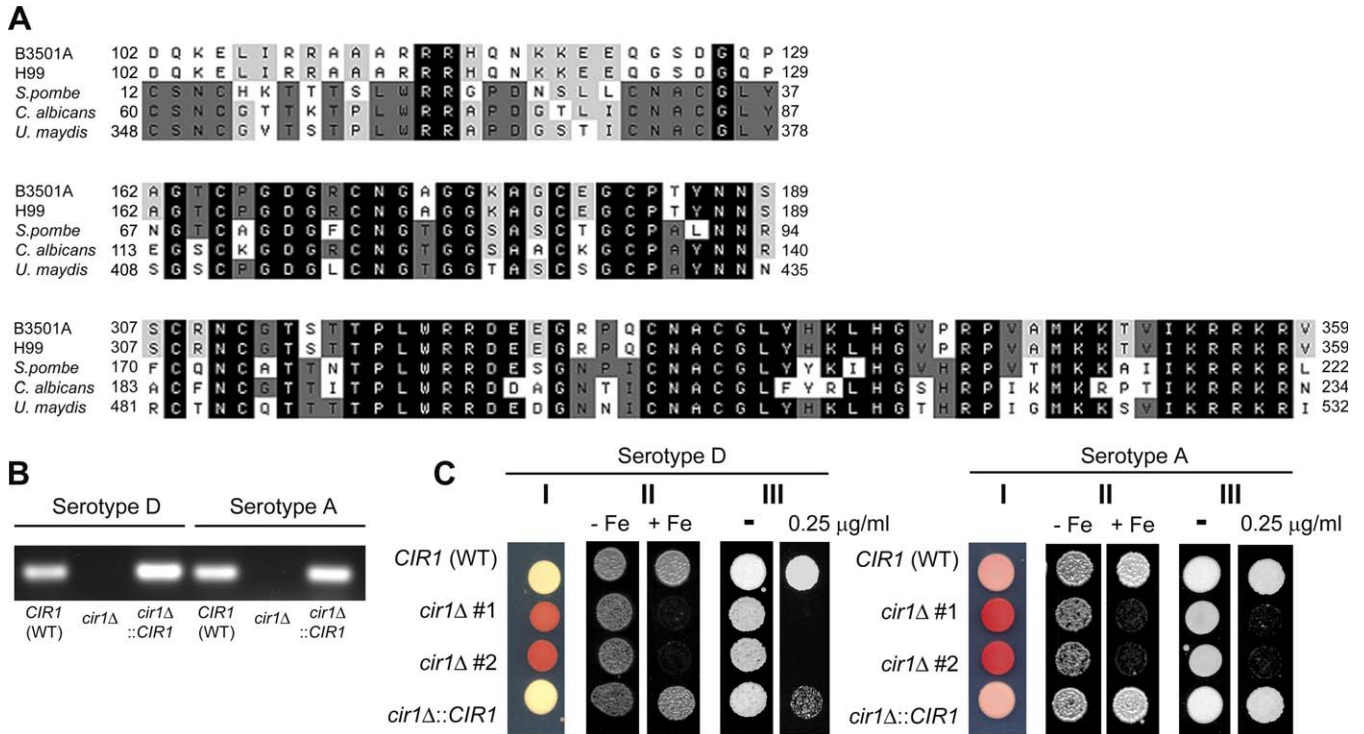 A
B3501A 102 D Q K E L I R R A A A R R R H Q N K K E E Q G S D G Q P 129
H99 102 D Q K E L I R R A A A R R R H Q N K K E E Q G S D G Q P 129
S.pombe 12 C S N C H K T T T S L W R R G P D N S L L C N A C G L Y 37
C. albicans 60 C S N C G T T K T P L W R R A P D G T L I C N A C G L Y 87
U. maydis 348 C S N C G V T S T P L W R R A P D G S T I C N A C G L Y 378
B3501A 162 A G T C P G D G R C N G A G G K A G C E G C P T Y N N S 189
H99 162 A G T C P G D G R C N G A G G K A G C E G C P T Y N N S 189
S.pombe 67 N G T C A G D G F C N G T G G S A S C T G C P A L N N R 94
C. albicans 113 E G S C K G D G R C N G T G G S A A C K G C P A Y N N R 140
U. maydis 408 S G S C P G D G L C N G T G G T A S C S G C P A Y N N N 435
B3501A 307 S C R N C G T S T T P L W R R D E E G R P Q C N A C G L Y H K L H G V P R P V A M K K T V I K R R K R V 359
H99 307 S C R N C G T S T T P L W R R D E E G R P Q C N A C G L Y H K L H G V P R P V A M K K T V I K R R K R V 359
S.pombe 170 F C Q N C A T T N T P L W R R D E S G N P I C N A C G L Y Y K I H G V H R P V T M K K A I I K R R K R L 222
C. albicans 183 A C F N C G T T I T P L W R R D D A G N T I C N A C G L F Y R L H G S H R P I K M K R P T I K R R K R N 234
U. maydis 481 R C T N C Q T T T T P L W R R D E D G N N I C N A C G L Y H K L H G T H R P I G M K K S V I K R R K R I 532
B
Serotype D Serotype A
CIR1 (WT) cir1Δ cir1Δ ::CIR1 CIR1 (WT) cir1Δ cir1Δ ::CIR1
C
Serotype D
I II III
- Fe + Fe - 0.25 μg/ml
CIR1 (WT)
cir1Δ #1
cir1Δ #2
cir1Δ::CIR1
Serotype A
I II III
- Fe + Fe - 0.25 μg/ml
CIR1 (WT)
cir1Δ #1
cir1Δ #2
cir1Δ::CIR1